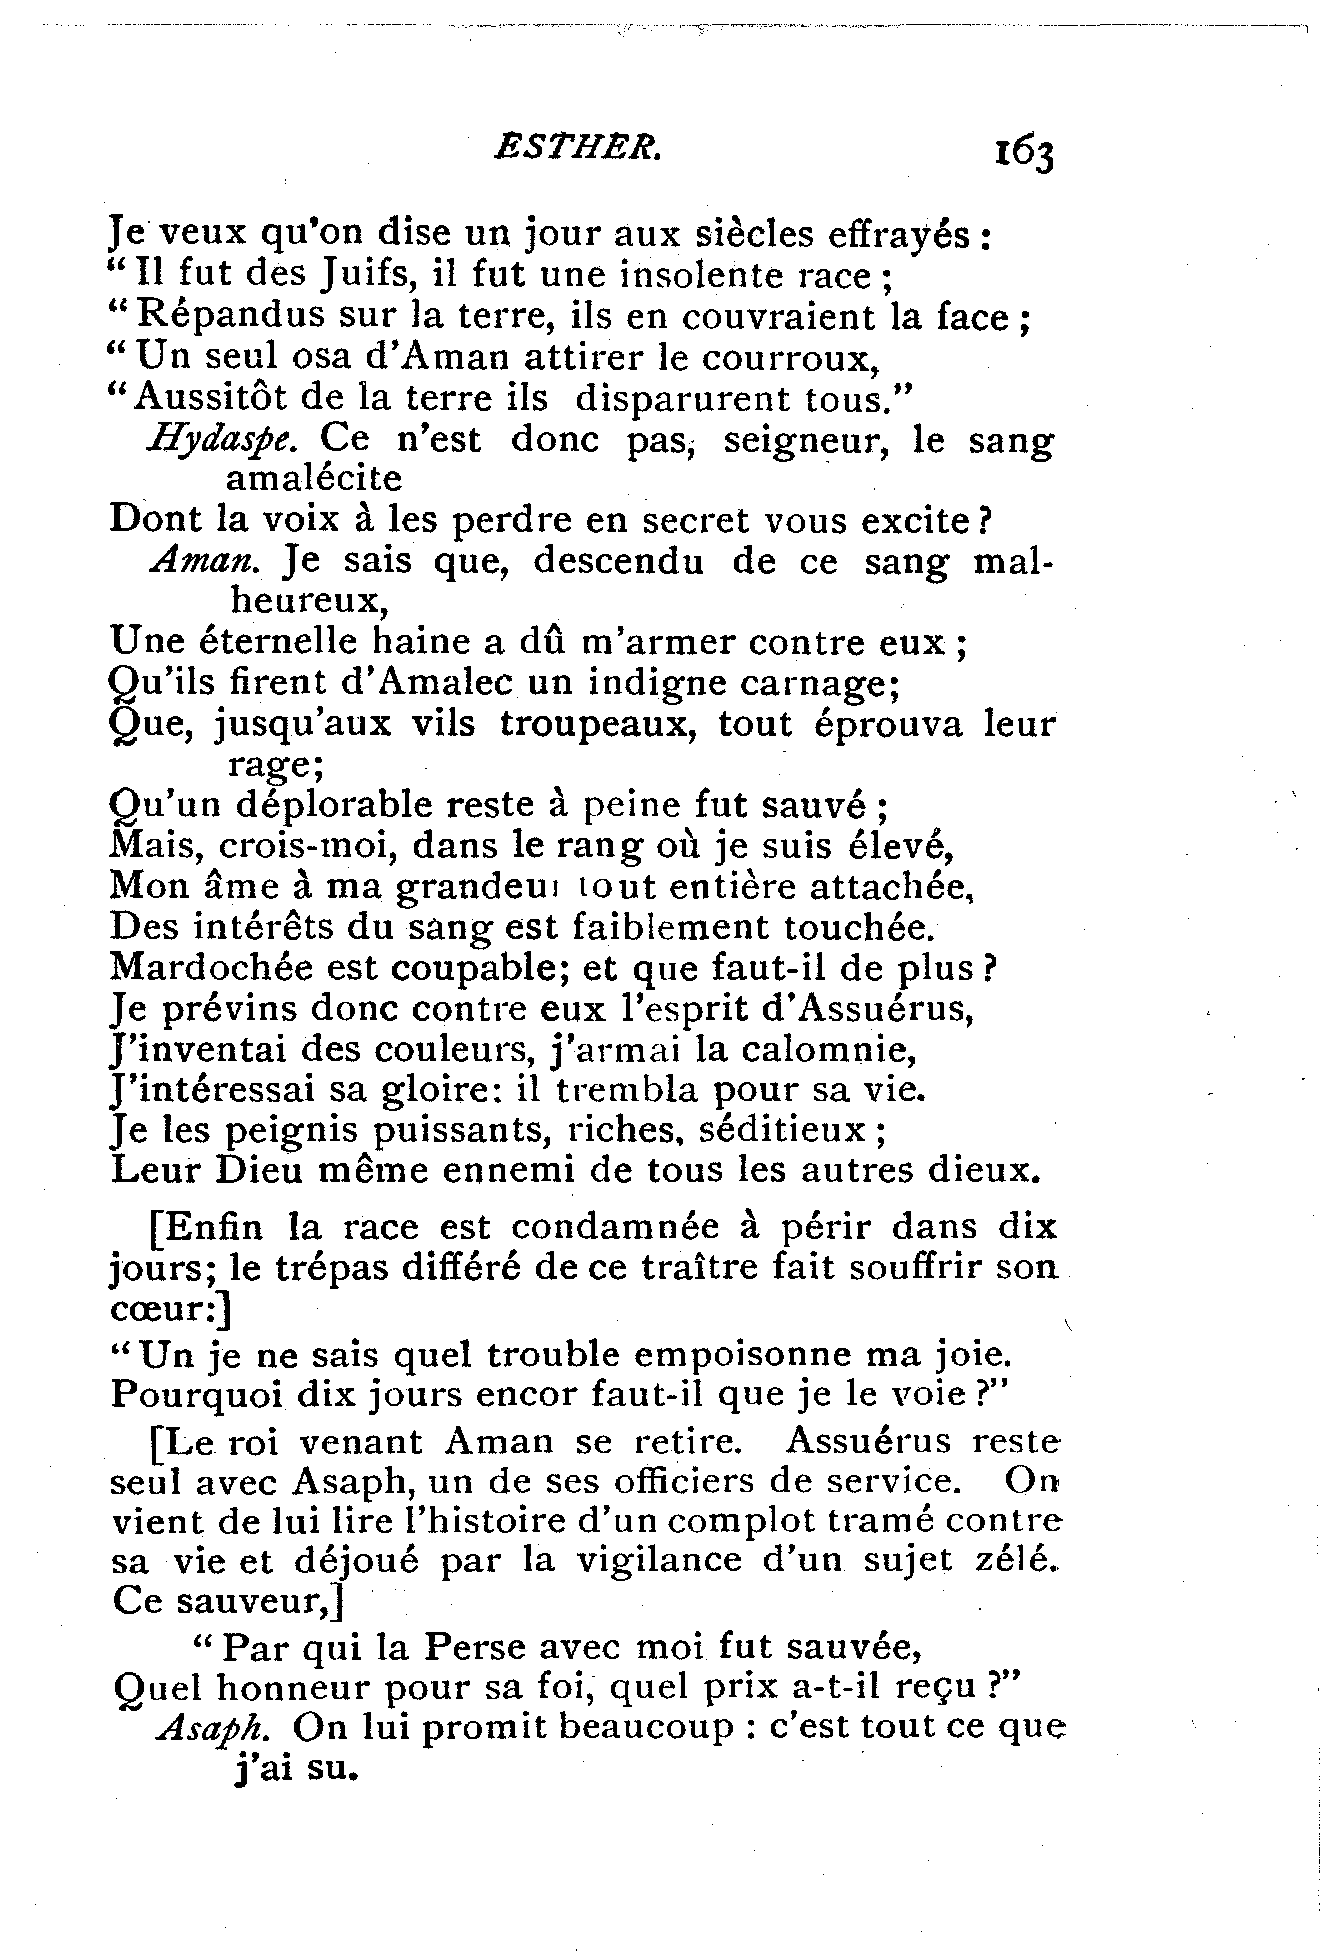 ESTHER. 163
Je veux qu'on dise un jour aux siècles effrayés :
“ Il fut des Juifs, il fut une insolente race ;
“ Répandus sur la terre, ils en couvraient la face ;
“ Un seul osa d'Aman attirer le courroux,
“ Aussitôt de la terre ils disparurent tous.”
Hydaspe. Ce n'est donc pas, seigneur, le sang
amalécite
Dont la voix à les perdre en secret vous excite ?
Aman. Je sais que, descendu de ce sang mal-
heureux,
Une éternelle haine a dû m'armer contre eux ;
Qu'ils firent d'Amalec un indigne carnage;
Que, jusqu'aux vils troupeaux, tout éprouva leur
rage;
Qu'un déplorable reste à peine fut sauvé ;
Mais, crois-moi, dans le rang où je suis élevé,
Mon âme à ma grandeur tout entière attachée,
Des intérêts du sang est faiblement touchée.
Mardochée est coupable; et que faut-il de plus ?
Je prévins donc contre eux l'esprit d'Assuérus,
J'inventai des couleurs, j'armai la calomnie,
J'intéressai sa gloire: il trembla pour sa vie.
Je les peignis puissants, riches, séditieux ;
Leur Dieu même ennemi de tous les autres dieux.
[Enfin la race est condamnée à périr dans dix
jours; le trépas différé de ce traître fait souffrir son
cœur:]
“ Un je ne sais quel trouble empoisonne ma joie.
Pourquoi dix jours encor faut-il que je le voie ?”
[Le roi venant Aman se retire. Assuérus reste
seul avec Asaph, un de ses officiers de service. On
vient de lui lire l'histoire d'un complot tramé contre
sa vie et déjoué par la vigilance d'un sujet zélé.
Ce sauveur,]
“ Par qui la Perse avec moi fut sauvée,
Quel honneur pour sa foi, quel prix a-t-il reçu ?”
Asaph. On lui promit beaucoup : c'est tout ce que
j'ai su.